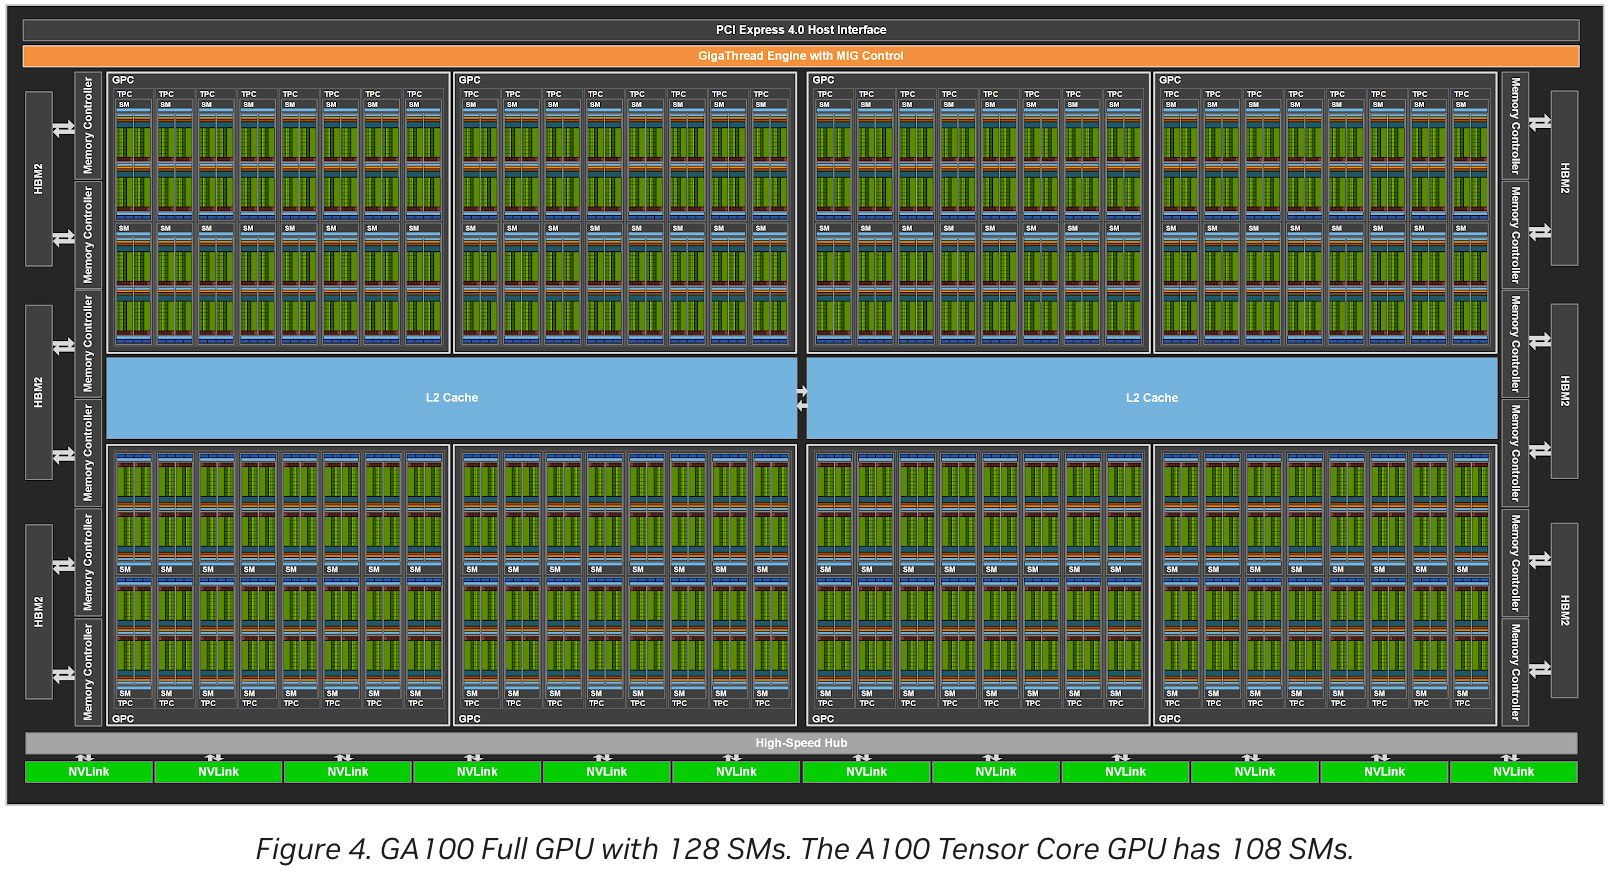 PCI Express 4.0 Host Interface
GigaThread Engine with MIG Control
GPC GPC GPC GPC
TPC TPC TPC TPC TPC TPC TPC TPC TPC TPC TPC TPC TPC TPC TPC TPC TPC TPC TPC TPC TPC TPC TPC TPC TPC TPC TPC TPC TPC TPC TPC TPC
SM SM SM SM SM SM SM SM SM SM SM SM SM SM SM SM SM SM SM SM SM SM SM SM SM SM SM SM SM SM SM SM
SM SM SM SM SM SM SM SM SM SM SM SM SM SM SM SM SM SM SM SM SM SM SM SM SM SM SM SM SM SM SM SM
HBM2
HBM2
HBM2
Memory Controller
Memory Controller
Memory Controller
Memory Controller
Memory Controller
Memory Controller
L2 Cache L2 Cache
Memory Controller
Memory Controller
Memory Controller
Memory Controller
Memory Controller
Memory Controller
HBM2
HBM2
HBM2
SM SM SM SM SM SM SM SM SM SM SM SM SM SM SM SM SM SM SM SM SM SM SM SM SM SM SM SM SM SM SM SM
SM SM SM SM SM SM SM SM SM SM SM SM SM SM SM SM SM SM SM SM SM SM SM SM SM SM SM SM SM SM SM SM
TPC TPC TPC TPC TPC TPC TPC TPC TPC TPC TPC TPC TPC TPC TPC TPC TPC TPC TPC TPC TPC TPC TPC TPC TPC TPC TPC TPC TPC TPC TPC TPC
GPC GPC GPC GPC
High-Speed Hub
NVLink NVLink NVLink NVLink NVLink NVLink NVLink NVLink NVLink NVLink NVLink NVLink
Figure 4. GA100 Full GPU with 128 SMs. The A100 Tensor Core GPU has 108 SMs.